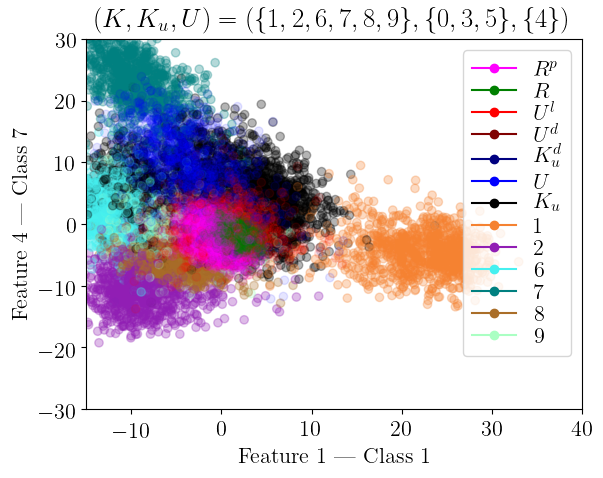 (K, K_u, U) = ({1, 2, 6, 7, 8, 9}, {0, 3, 5}, {4})
30
20
10
0
−10
−20
−30
Feature 4 — Class 7
R^p
R
U^l
U^d
K_u^d
U
K_u
1
2
6
7
8
9
−10
0
10
20
30
40
Feature 1 — Class 1